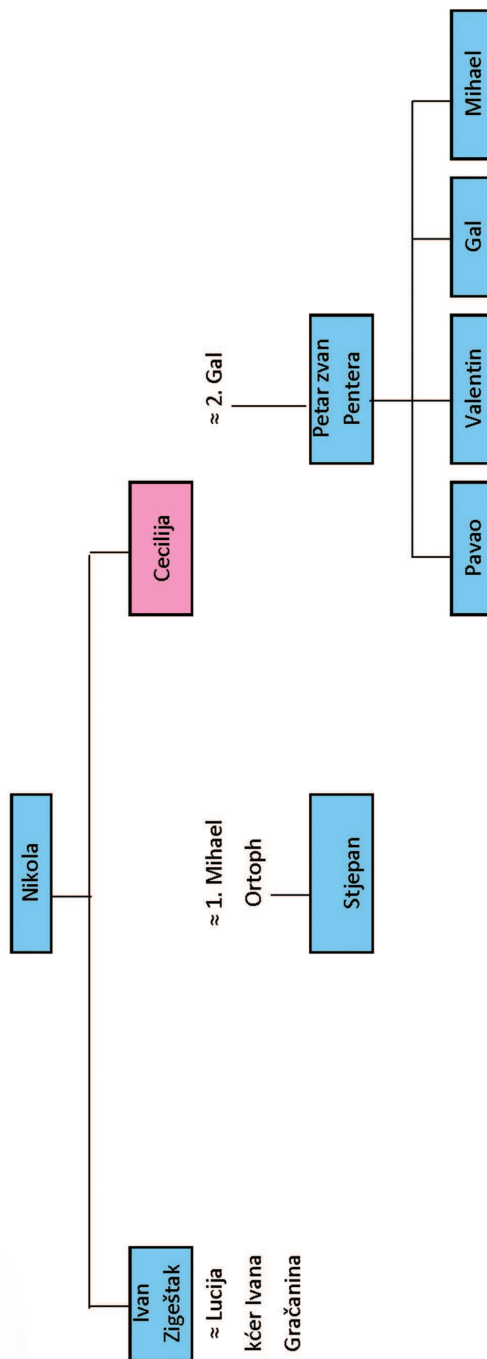 Nikola
Ivan
Zigeštak
Cecilija
≈ Lucija
kćer Ivana
Gračanina
≈ 1. Mihael
Ortoph
≈ 2. Gal
Stjepan
Petar zvan
Pentera
Pavao
Valentin
Gal
Mihael